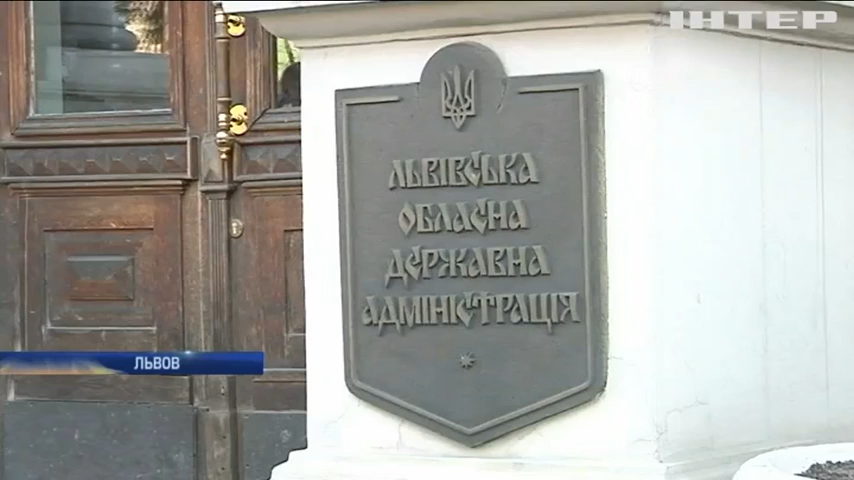 ІНТЕР
ЛЬВІВСЬКА
ОБЛАСНА
ДЕРЖАВНА
АДМІНІСТРАЦІЯ
ЛЬВОВ